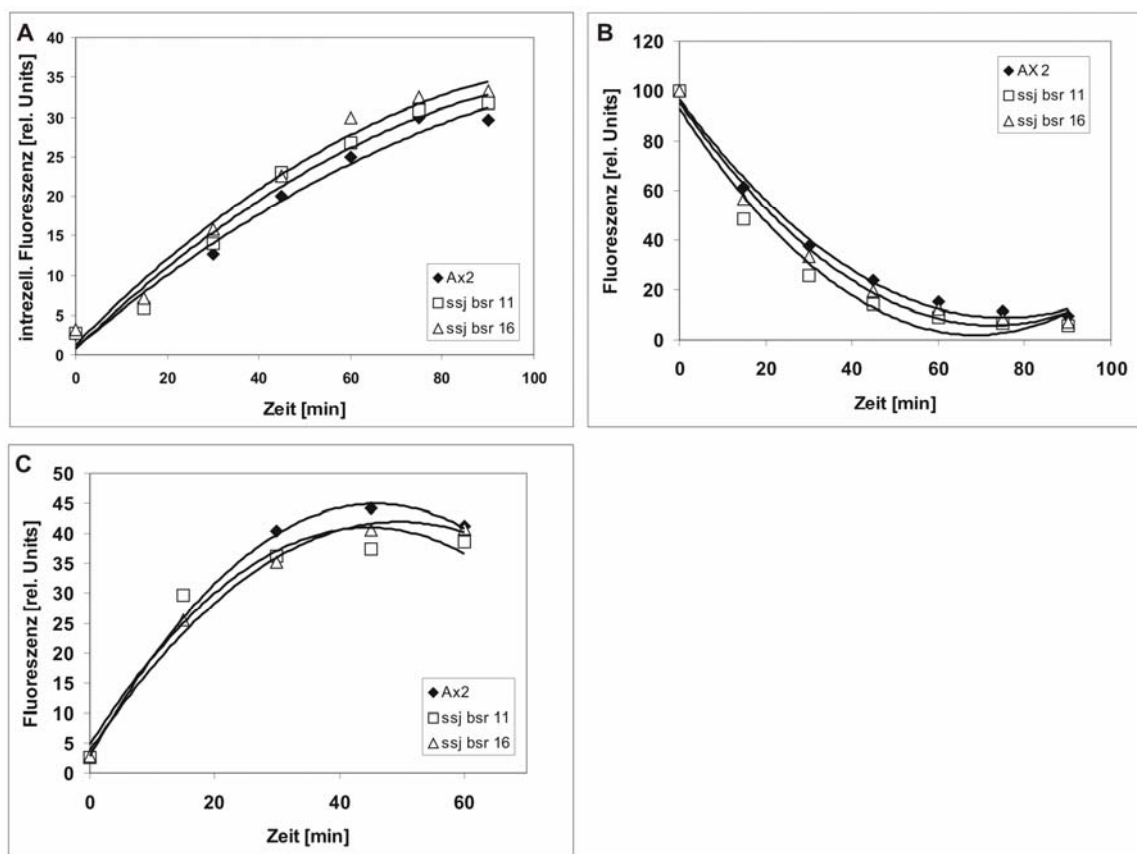 A
intrezell. Fluoreszenz [rel. Units]
40
35
30
25
20
15
10
5
0
0 20 40 60 80 100
Zeit [min]
Ax2
ssj bsr 11
ssj bsr 16
B
Fluoreszenz [rel. Units]
120
100
80
60
40
20
0
0 20 40 60 80 100
Zeit [min]
AX 2
ssj bsr 11
ssj bsr 16
C
Fluoreszenz [rel. Units]
50
45
40
35
30
25
20
15
10
5
0
0 20 40 60
Zeit [min]
Ax2
ssj bsr 11
ssj bsr 16